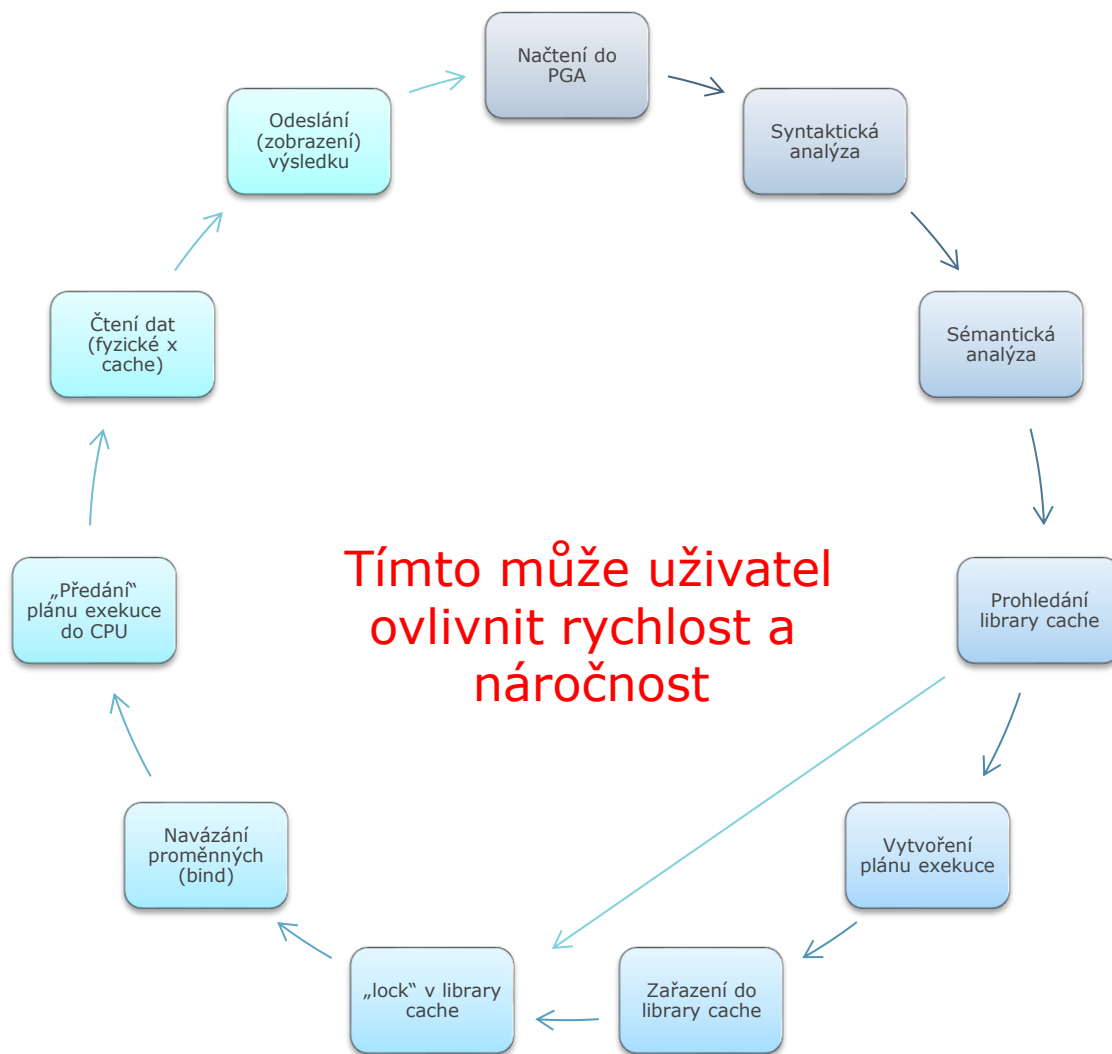 Načtení do
PGA
Syntaktická
analýza
Sémantická
analýza
Prohledání
library cache
Vytvoření
plánu exekuce
Zařazení do
library cache
„lock“ v library
cache
Navázání
proměnných
(bind)
„Předání“
plánu exekuce
do CPU
Čtení dat
(fyzické x
cache)
Odeslání
(zobrazení)
výsledku
Tímto může uživatel
ovlivnit rychlost a
náročnost